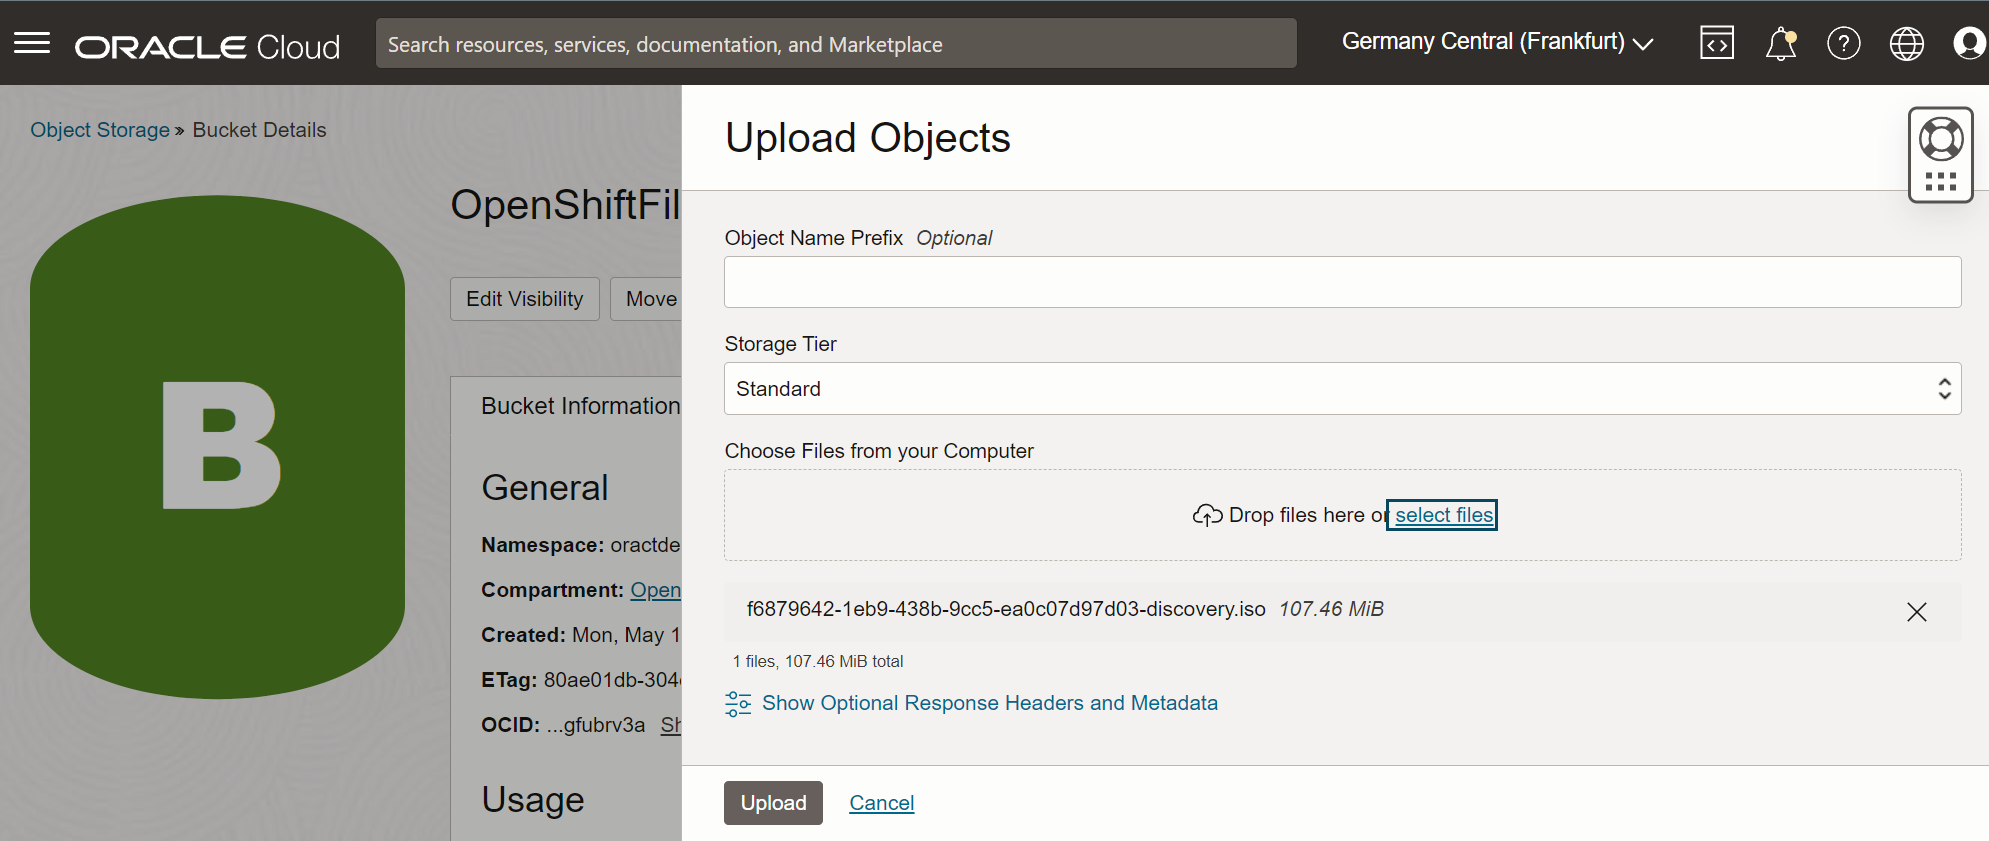 ORACLE Cloud
Search resources, services, documentation, and Marketplace
Germany Central (Frankfurt)
Object Storage » Bucket Details
B
OpenShiftFil
Edit Visibility
Move
Bucket Information
General
Namespace: oractde
Compartment: Open
Created: Mon, May 1
ETag: 80ae01db-304
OCID: ...gfubrv3a Sh
Usage
Upload Objects
Object Name Prefix Optional
Storage Tier
Standard
Choose Files from your Computer
Drop files here or select files
f6879642-1eb9-438b-9cc5-ea0c07d97d03-discovery.iso 107.46 MiB
1 files, 107.46 MiB total
Show Optional Response Headers and Metadata
Upload
Cancel